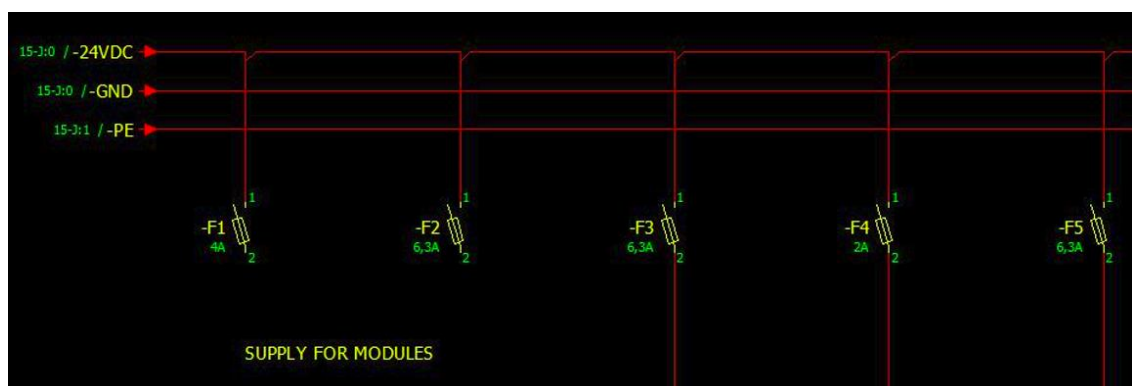 15-J:0 / -24VDC
15-J:0 / -GND
15-J:1 / -PE
1 1 1 1 1
-F1 -F2 -F3 -F4 -F5
4A 6,3A 6,3A 2A 6,3A
2 2 2 2 2
SUPPLY FOR MODULES